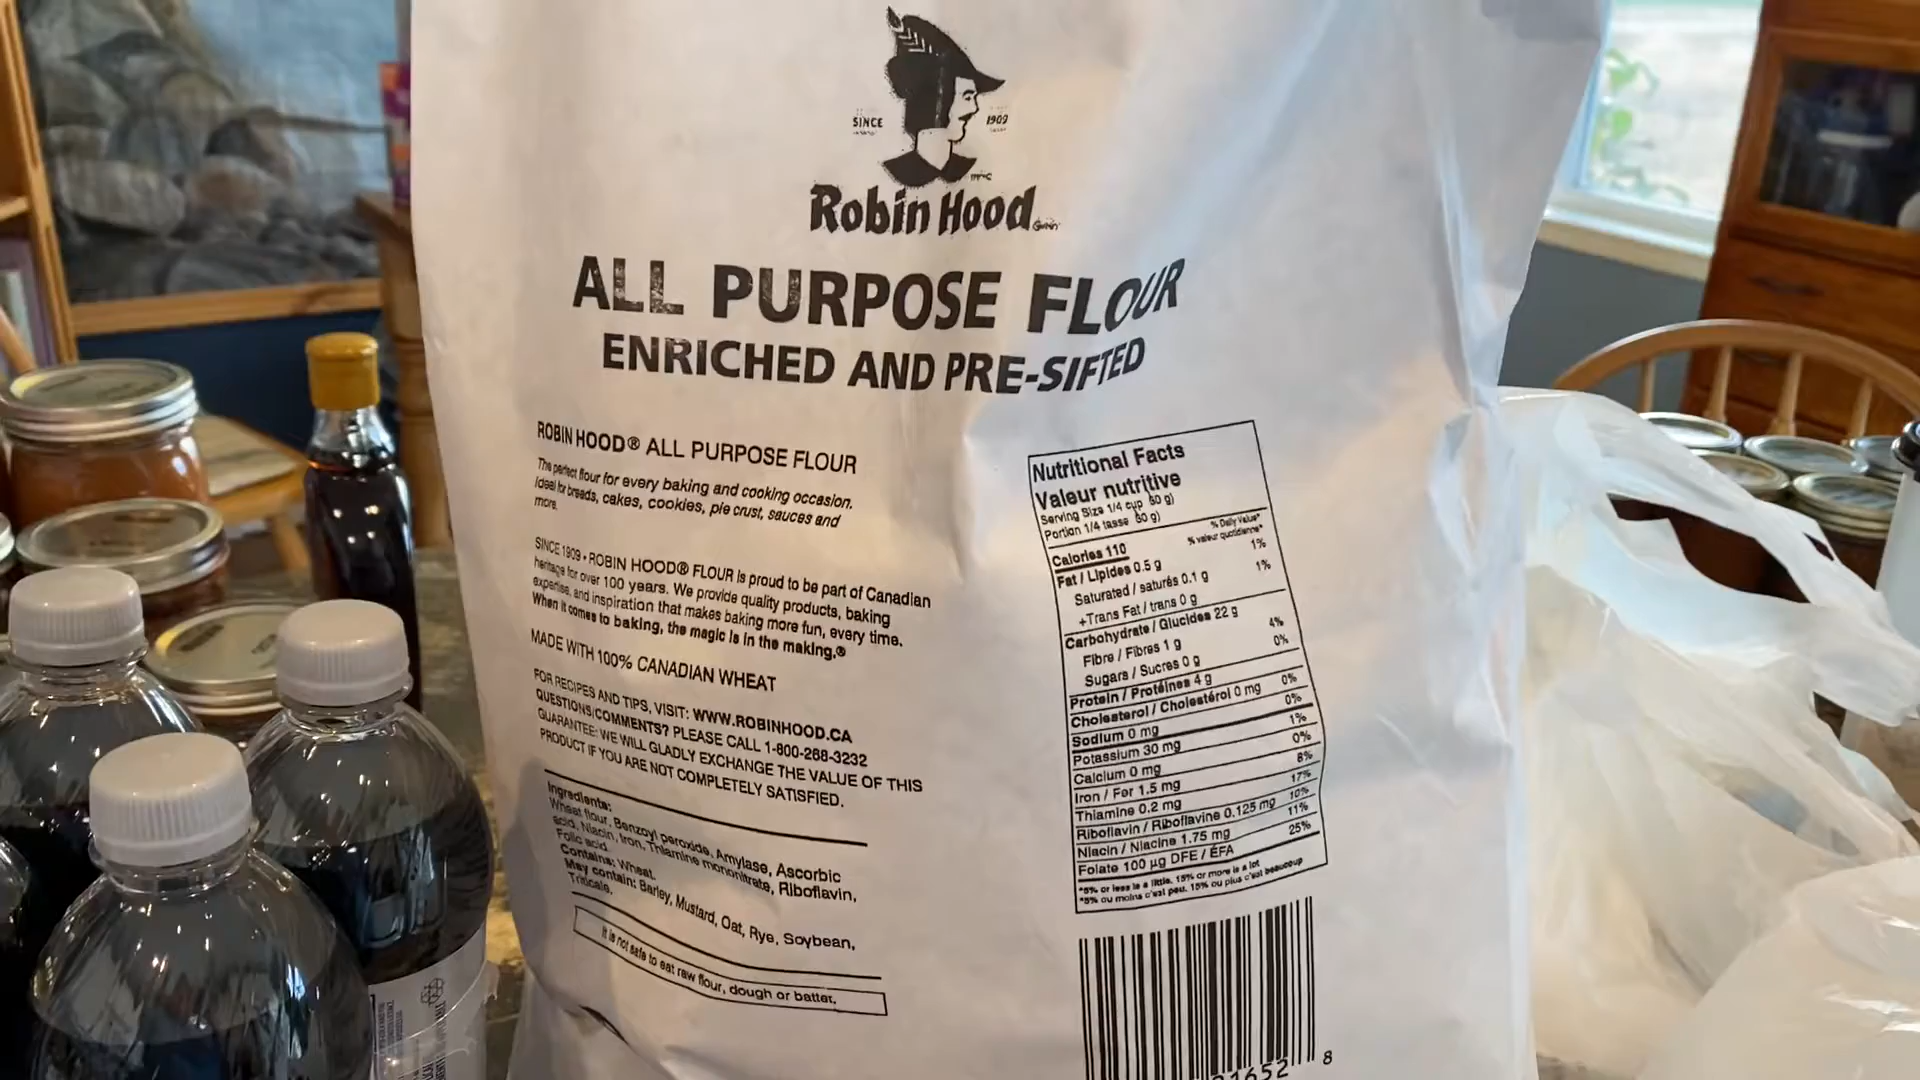 SINCE 1909
Robin Hood
ALL PURPOSE FLOUR
ENRICHED AND PRE-SIFTED
ROBIN HOOD® ALL PURPOSE FLOUR
The perfect flour for every baking and cooking occasion.
Ideal for breads, cakes, cookies, pie crust, sauces and
more.
SINCE 1909 • ROBIN HOOD® FLOUR is proud to be part of Canadian
heritage for over 100 years. We provide quality products, baking
expertise, and inspiration that makes baking more fun, every time.
When it comes to baking, the magic is in the making.®
MADE WITH 100% CANADIAN WHEAT
FOR RECIPES AND TIPS, VISIT: WWW.ROBINHOOD.CA
QUESTIONS/COMMENTS? PLEASE CALL 1-800-268-3232
GUARANTEE: WE WILL GLADLY EXCHANGE THE VALUE OF THIS
PRODUCT IF YOU ARE NOT COMPLETELY SATISFIED.
Ingredients:
Wheat flour, Benzoyl peroxide, Amylase, Ascorbic
acid, Niacin, Iron, Thiamine mononitrate, Riboflavin,
Folic acid.
Contains: Wheat.
May contain: Barley, Mustard, Oat, Rye, Soybean,
Triticale.
It is not safe to eat raw flour, dough or batter.
Nutritional Facts
Valeur nutritive
Serving Size 1/4 cup 30 g)
Portion 1/4 tasse 30 g)
% Daily Value*
% valeur quotidienne*
Calories 110
Fat / Lipides 0.5 g 1%
Saturated / saturés 0.1 g 1%
+Trans Fat / trans 0 g
Carbohydrate / Glucides 22 g
Fibre / Fibres 1 g 4%
Sugars / Sucres 0 g 0%
Protein / Protéines 4 g
Cholesterol / Cholestérol 0 mg 0%
Sodium 0 mg 0%
Potassium 30 mg 1%
Calcium 0 mg 0%
Iron / Fer 1.5 mg 8%
Thiamine 0.2 mg 17%
Riboflavin / Riboflavine 0.125 mg 10%
Niacin / Niacine 1.75 mg 11%
Folate 100 µg DFE / ÉFA 25%
*5% or less is a little, 15% or more is a lot
*5% ou moins c'est peu, 15% ou plus c'est beaucoup
1652 8